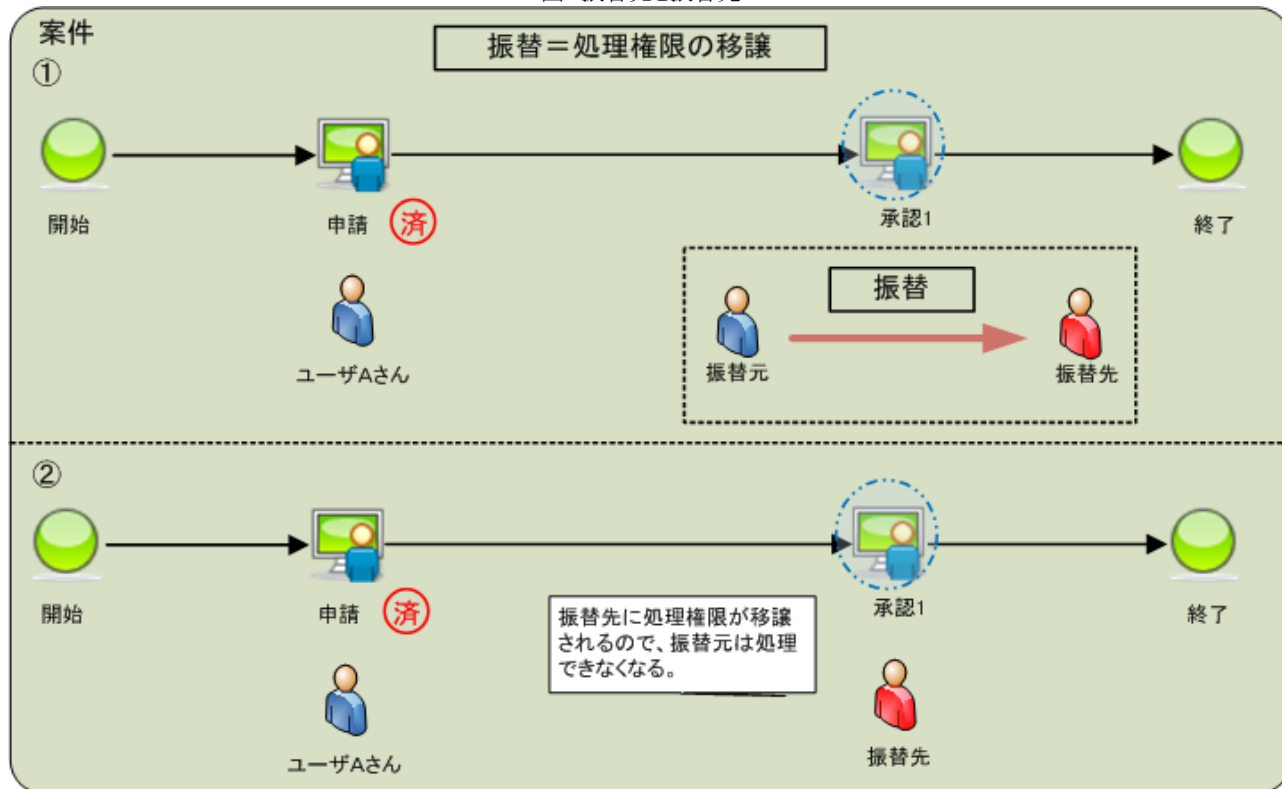 案件
振替＝処理権限の移譲
①
開始
申請
済
承認1
終了
ユーザAさん
振替
振替元
振替先
②
開始
申請
済
承認1
終了
振替先に処理権限が移譲
されるので、振替元は処理
できなくなる。
ユーザAさん
振替先